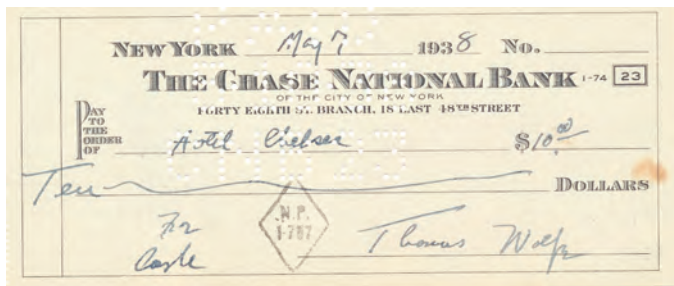 NEW YORK May 7 1938 No.
THE CHASE NATIONAL BANK 1-74 23
OF THE CITY OF NEW YORK
FORTY EIGHTH ST. BRANCH, 18 EAST 48TH STREET
PAY TO THE ORDER OF Hotel Chelsea $10.00
Ten DOLLARS
For N.P.
Cash 1-787 Thomas Wolfe